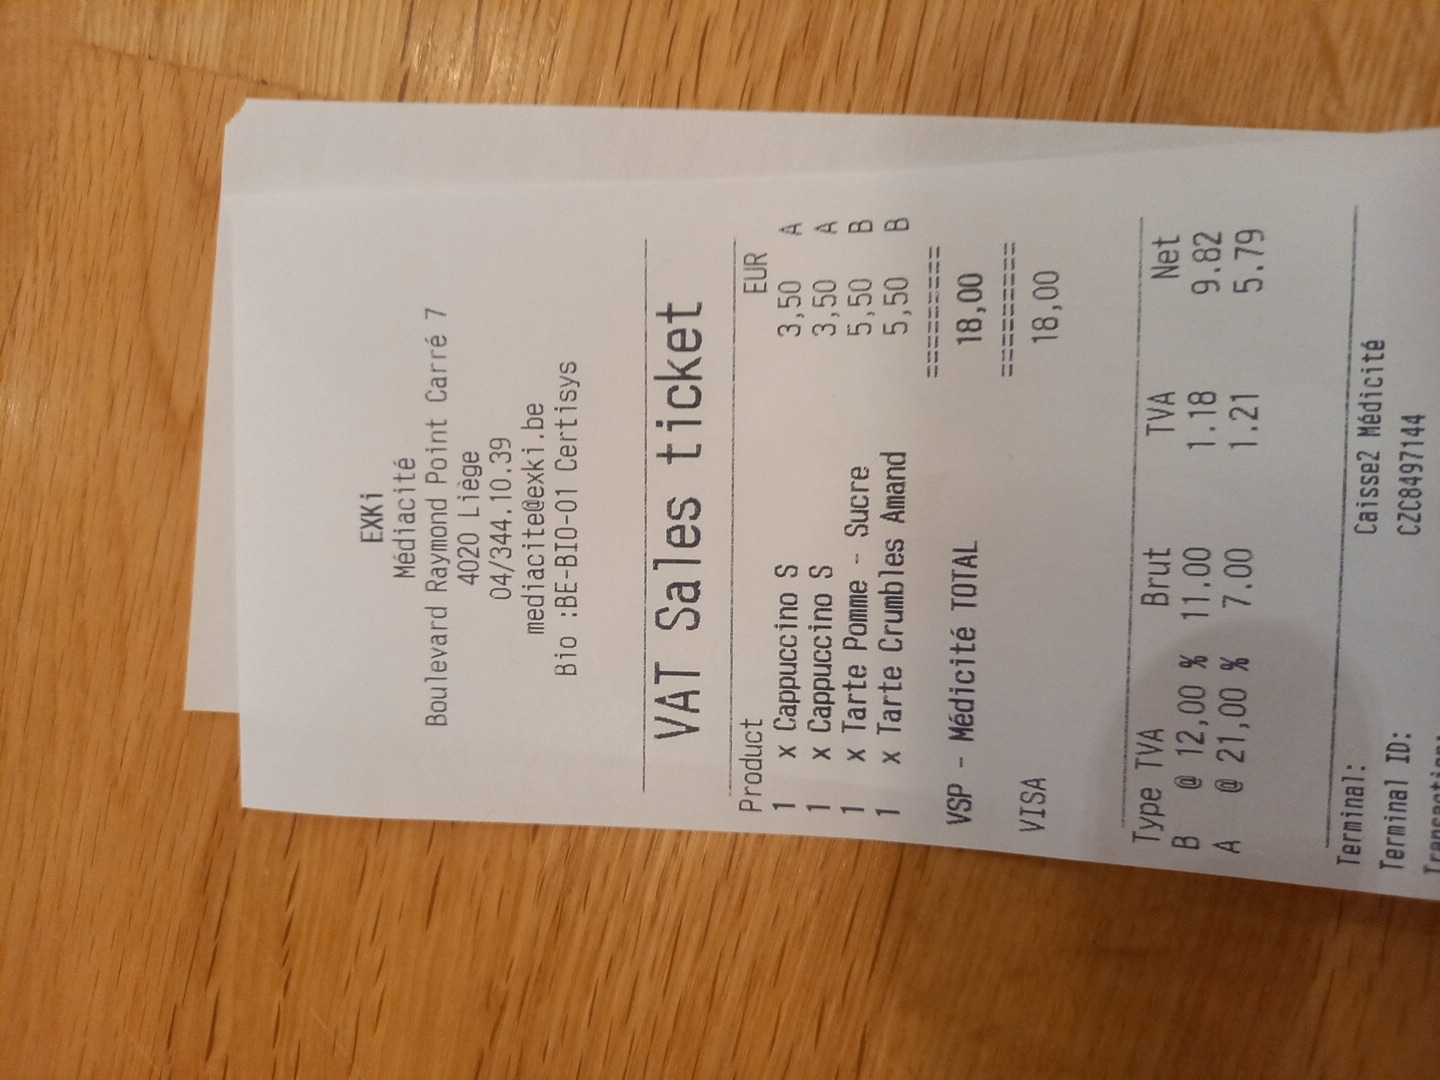 EXKi
Médiacité
Boulevard Raymond Point Carré 7
4020 Liège
04/344.10.39
mediacite@exki.be
Bio :BE-BIO-01 Certisys
VAT Sales ticket
Product EUR
1 x Cappuccino S 3,50 A
1 x Cappuccino S 3,50 A
1 x Tarte Pomme - Sucre 5,50 B
1 x Tarte Crumbles Amand 5,50 B
=========
VSP - Médicité TOTAL 18,00
=========
VISA 18,00
Type TVA Brut TVA Net
B @ 12,00 % 11.00 1.18 9.82
A @ 21,00 % 7.00 1.21 5.79
Terminal: Caisse2 Médicité
Terminal ID: CZC8497144